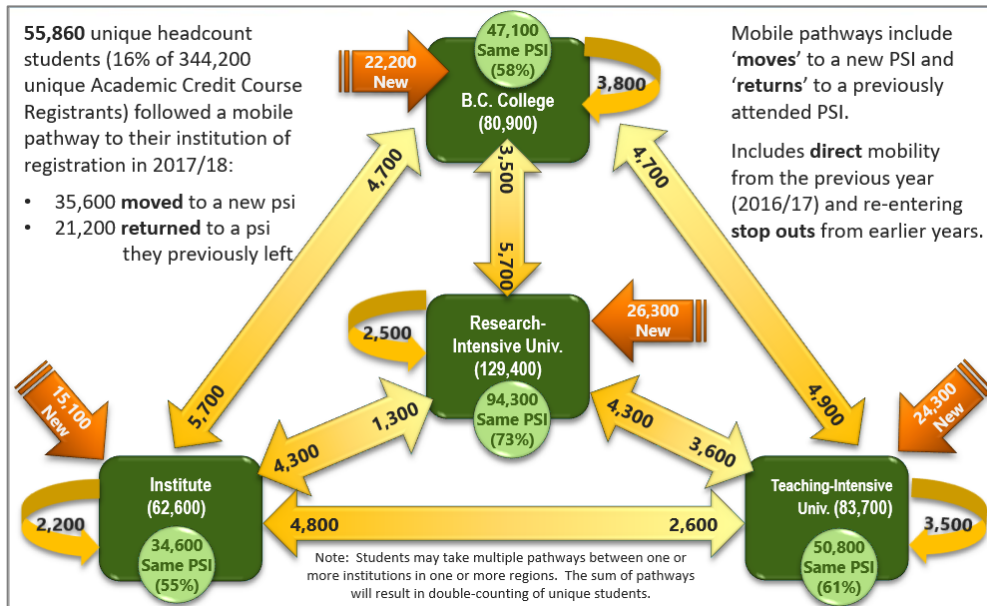 55,860 unique headcount
students (16% of 344,200
unique Academic Credit Course
Registrants) followed a mobile
pathway to their institution of
registration in 2017/18:
• 35,600 moved to a new psi
• 21,200 returned to a psi
they previously left
47,100
Same PSI
(58%)
B.C. College
(80,900)
22,200
New
3,800
Mobile pathways include
‘moves’ to a new PSI and
‘returns’ to a previously
attended PSI.
Includes direct mobility
from the previous year
(2016/17) and re-entering
stop outs from earlier years.
4,700
5,700
3,500
5,700
4,700
4,900
2,500
Research-
Intensive Univ.
(129,400)
94,300
Same PSI
(73%)
26,300
New
1,300
4,300
4,300
3,600
15,100
New
Institute
(62,600)
2,200
34,600
Same PSI
(55%)
4,800
2,600
24,300
New
Teaching-Intensive
Univ. (83,700)
3,500
50,800
Same PSI
(61%)
Note: Students may take multiple pathways between one or
more institutions in one or more regions. The sum of pathways
will result in double-counting of unique students.